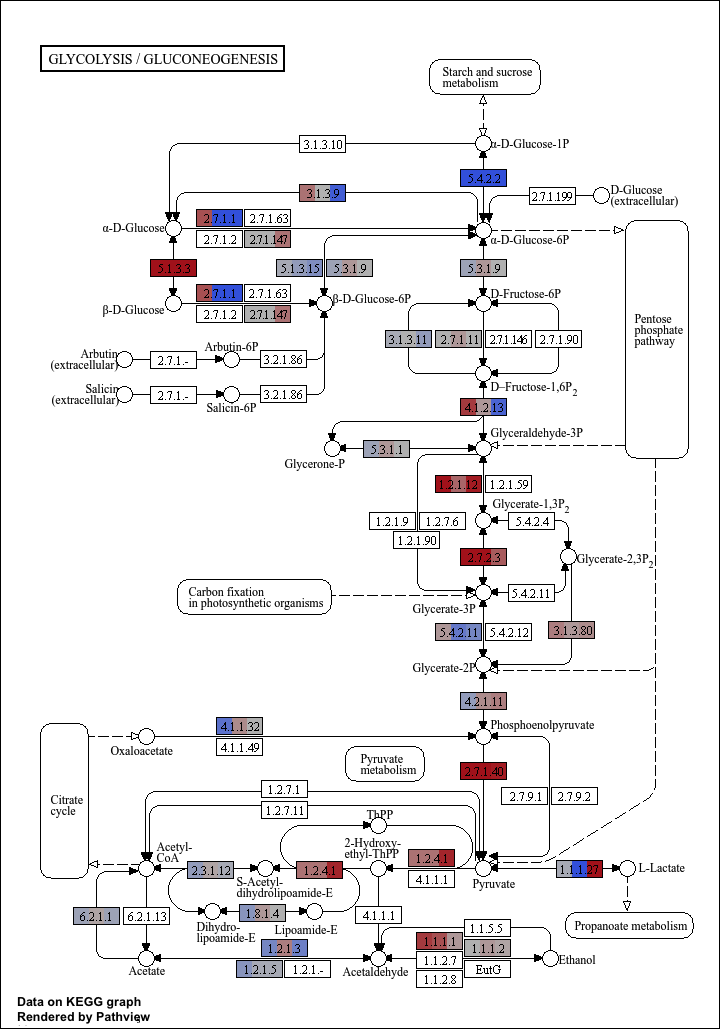 GLYCOLYSIS / GLUCONEOGENESIS
Starch and sucrose
metabolism
3.1.3.10
α-D-Glucose-1P
5.4.2.2
3.1.3.9
2.7.1.199
D-Glucose
(extracellular)
2.7.1.1
2.7.1.63
α-D-Glucose
2.7.1.2
2.7.1.147
α-D-Glucose-6P
5.1.3.3
5.1.3.15
5.3.1.9
5.3.1.9
2.7.1.1
2.7.1.63
β-D-Glucose
2.7.1.2
2.7.1.147
β-D-Glucose-6P
D-Fructose-6P
Pentose
phosphate
pathway
3.1.3.11
2.7.1.11
2.7.1.146
2.7.1.90
Arbutin
(extracellular)
2.7.1.-
Arbutin-6P
3.2.1.86
D-Fructose-1,6P2
Salicin
(extracellular)
2.7.1.-
Salicin-6P
3.2.1.86
4.1.2.13
Glyceraldehyde-3P
5.3.1.1
Glycerone-P
1.2.1.12
1.2.1.59
Glycerate-1,3P2
1.2.1.9
1.2.7.6
5.4.2.4
1.2.1.90
2.7.2.3
Glycerate-2,3P2
Carbon fixation
in photosynthetic organisms
5.4.2.11
Glycerate-3P
5.4.2.11
5.4.2.12
3.1.3.80
Glycerate-2P
4.2.1.11
4.1.1.32
Phosphoenolpyruvate
Oxaloacetate
4.1.1.49
Pyruvate
metabolism
2.7.1.40
Citrate
cycle
1.2.7.1
2.7.9.1
2.7.9.2
1.2.7.11
ThPP
Acetyl-
CoA
2-Hydroxy-
ethyl-ThPP
1.2.4.1
2.3.1.12
1.2.4.1
4.1.1.1
Pyruvate
1.1.1.27
L-Lactate
S-Acetyl-
dihydrolipoamide-E
6.2.1.1
6.2.1.13
1.8.1.4
Dihydro-
lipoamide-E
Lipoamide-E
4.1.1.1
Propanoate metabolism
1.1.5.5
1.2.1.3
1.1.1.1
1.1.1.2
Acetate
1.2.1.5
1.2.1.-
Acetaldehyde
1.1.2.7
EutG
Ethanol
1.1.2.8
Data on KEGG graph
Rendered by Pathview